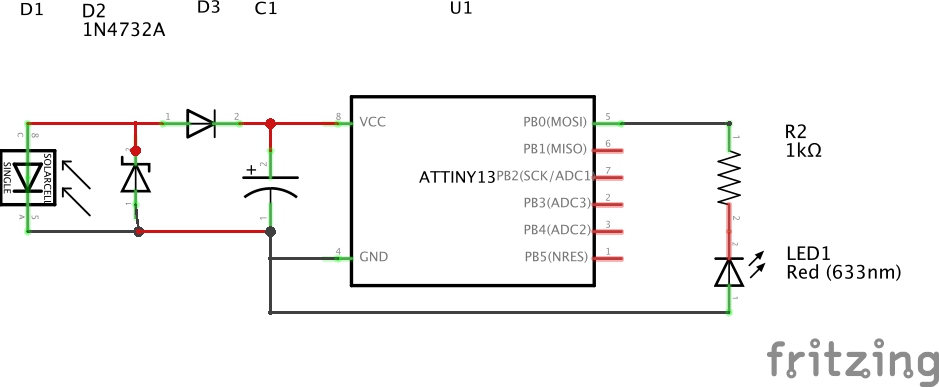 D1
D2
1N4732A
D3
C1
U1
1
2
8
VCC
PB0(MOSI)
5
PB1(MISO)
6
ATTINY13
PB2(SCK/ADC1
7
PB3(ADC3)
2
PB4(ADC2)
3
4
GND
PB5(NRES)
1
C
8
SOLARCELL
SINGLE
A
5
2
1
+
2
1
R2
1kΩ
1
2
2
LED1
Red (633nm)
1
fritzing